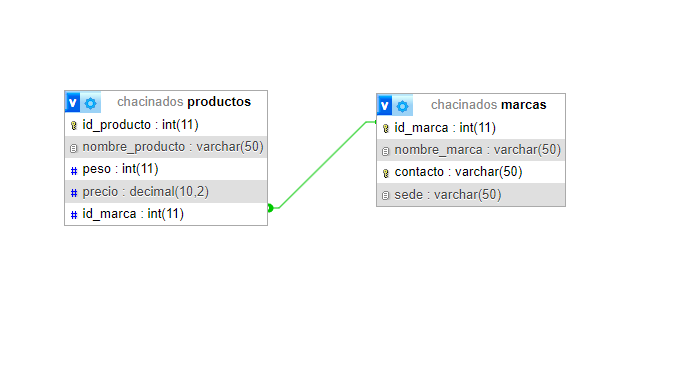 v chacinados productos
id_producto : int(11)
nombre_producto : varchar(50)
# peso : int(11)
# precio : decimal(10,2)
# id_marca : int(11)
v chacinados marcas
id_marca : int(11)
nombre_marca : varchar(50)
contacto : varchar(50)
sede : varchar(50)